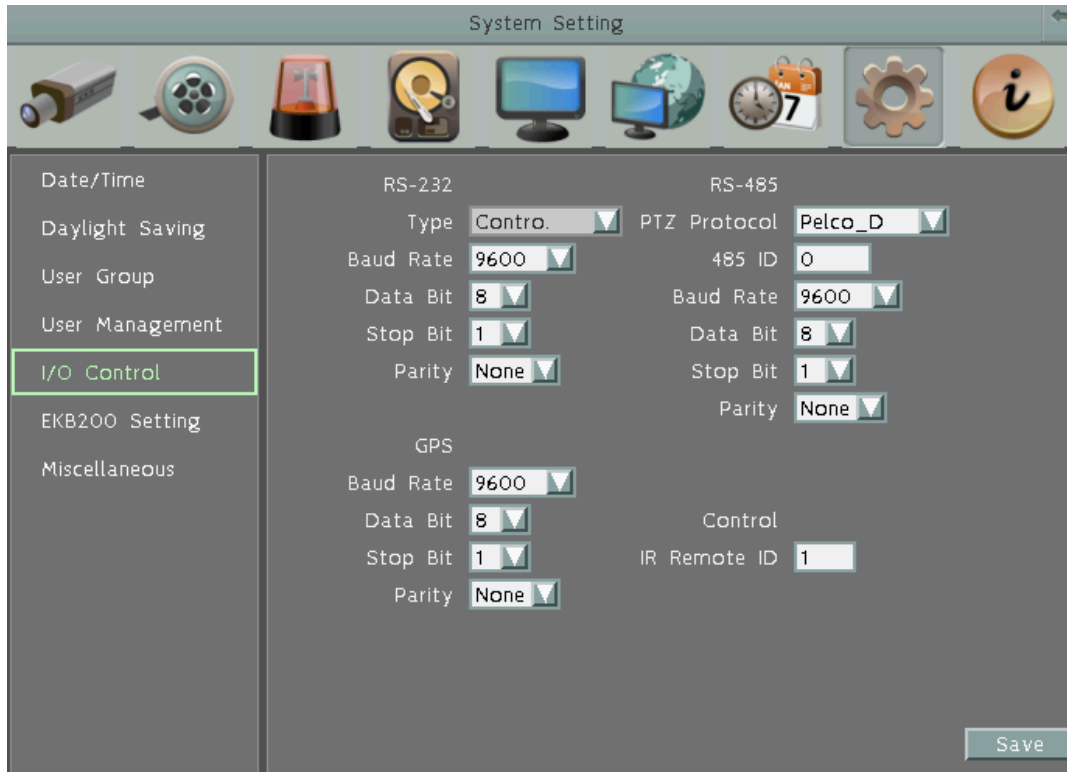 System Setting
JAN
7
i
Date/Time
Daylight Saving
User Group
User Management
I/O Control
EKB200 Setting
Miscellaneous
RS-232
Type Contro.
Baud Rate 9600
Data Bit 8
Stop Bit 1
Parity None
GPS
Baud Rate 9600
Data Bit 8
Stop Bit 1
Parity None
RS-485
PTZ Protocol Pelco_D
485 ID 0
Baud Rate 9600
Data Bit 8
Stop Bit 1
Parity None
Control
IR Remote ID 1
Save